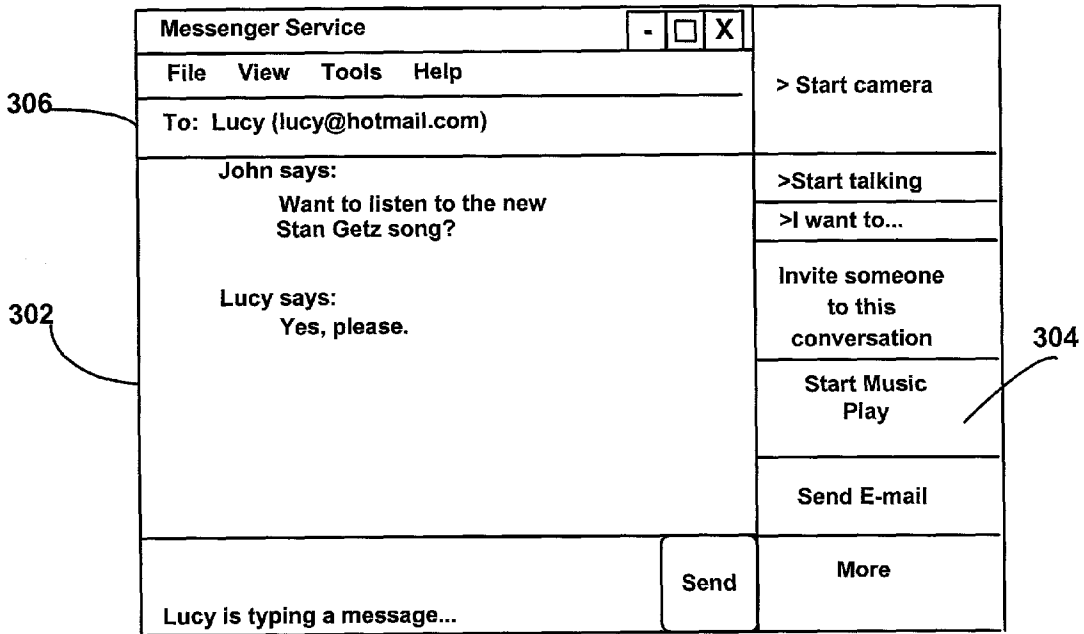 Messenger Service - X
File View Tools Help
306
To: Lucy (lucy@hotmail.com)
John says:
Want to listen to the new
Stan Getz song?
302
Lucy says:
Yes, please.
Lucy is typing a message...
Send
> Start camera
>Start talking
>I want to...
Invite someone
to this
conversation
304
Start Music
Play
Send E-mail
More